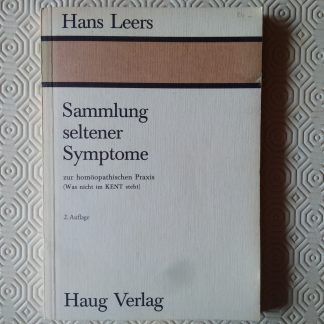 Hans Leers
Sammlung
seltener
Symptome
zur homöopathischen Praxis
(Was nicht im KENT steht)
2. Auflage
Haug Verlag